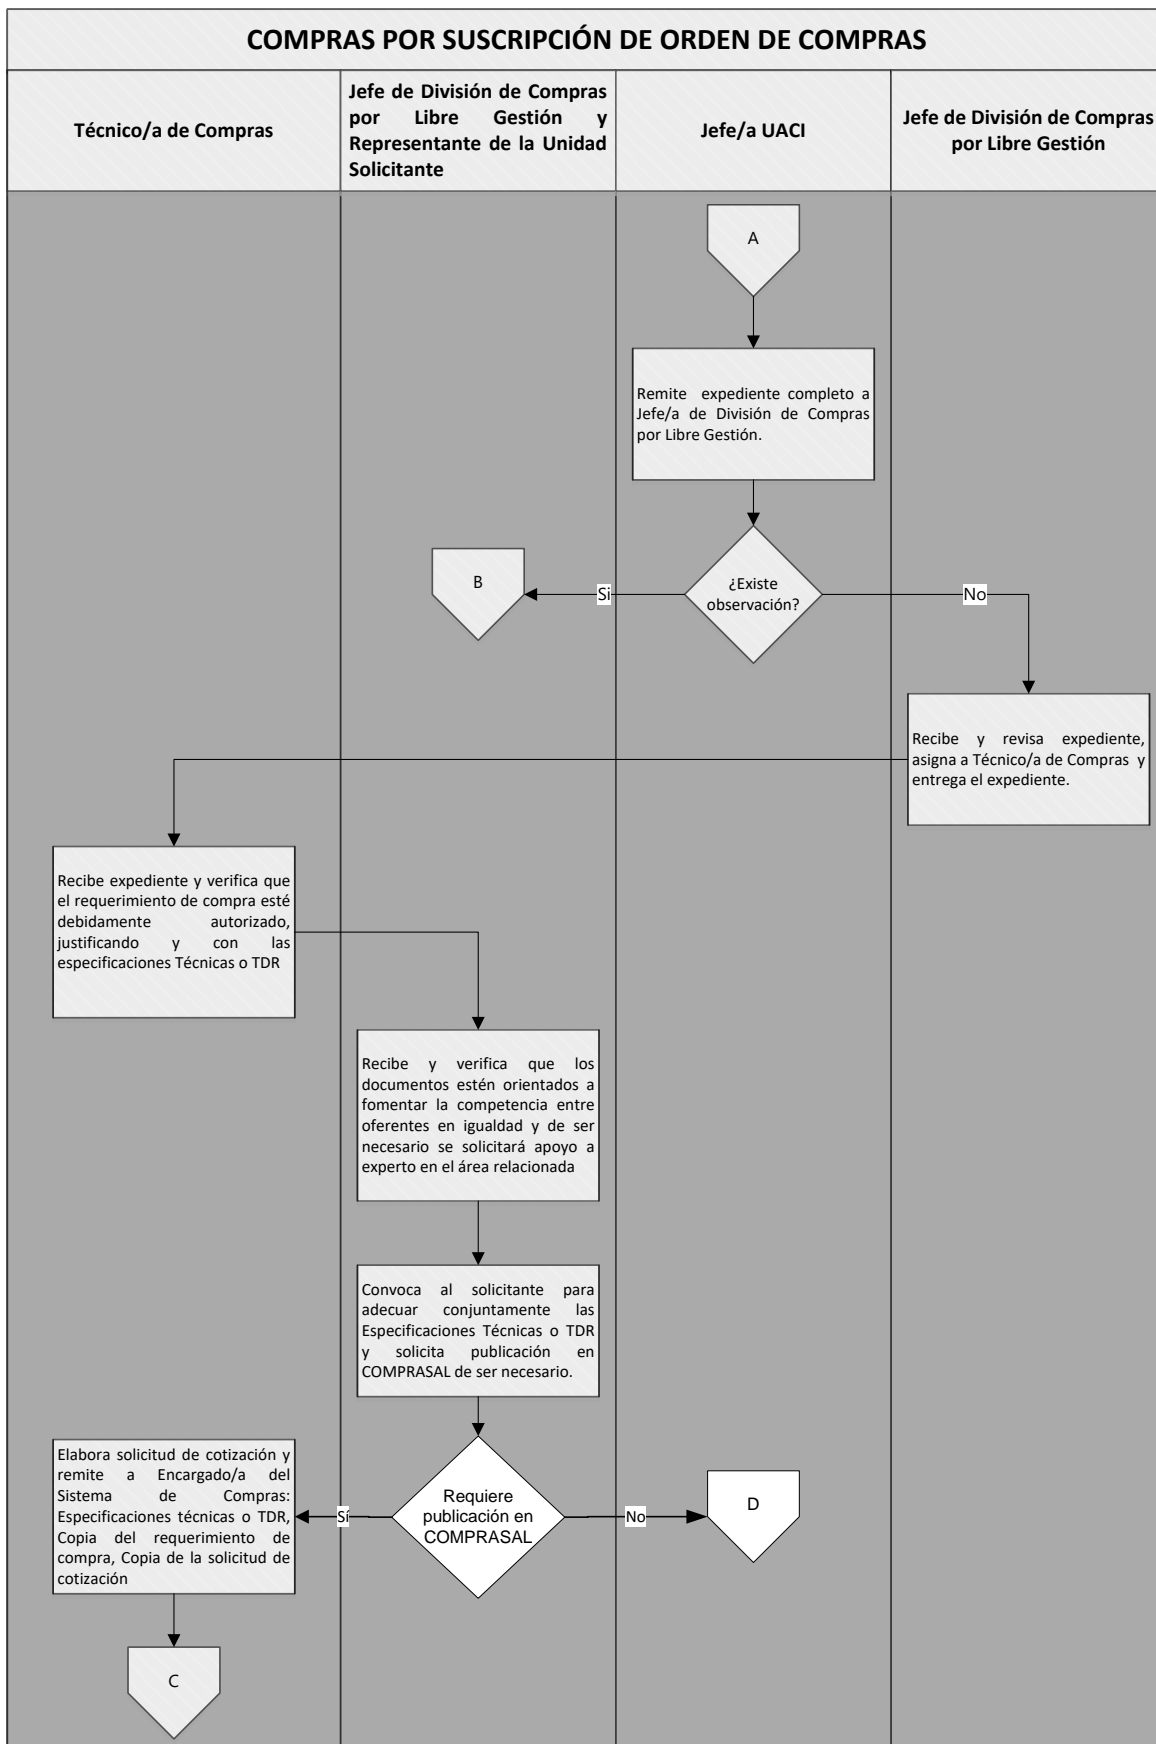 COMPRAS POR SUSCRIPCIÓN DE ORDEN DE COMPRAS
Técnico/a de Compras
Jefe de División de Compras
por Libre Gestión y
Representante de la Unidad
Solicitante
Jefe/a UACI
Jefe de División de Compras
por Libre Gestión
A
Remite expediente completo a
Jefe/a de División de Compras
por Libre Gestión.
¿Existe
observación?
Si
No
B
Recibe y revisa expediente,
asigna a Técnico/a de Compras y
entrega el expediente.
Recibe expediente y verifica que
el requerimiento de compra esté
debidamente autorizado,
justificando y con las
especificaciones Técnicas o TDR
Recibe y verifica que los
documentos estén orientados a
fomentar la competencia entre
oferentes en igualdad y de ser
necesario se solicitará apoyo a
experto en el área relacionada
Convoca al solicitante para
adecuar conjuntamente las
Especificaciones Técnicas o TDR
y solicita publicación en
COMPRASAL de ser necesario.
Requiere
publicación en
COMPRASAL
Sí
No
D
Elabora solicitud de cotización y
remite a Encargado/a del
Sistema de Compras:
Especificaciones técnicas o TDR,
Copia del requerimiento de
compra, Copia de la solicitud de
cotización
C